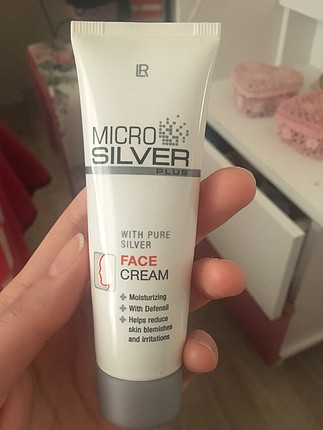 LR
MICRO
SILVER
PLUS
WITH PURE
SILVER
FACE
CREAM
+ Moisturizing
+ With Defensil
+ Helps reduce
skin blemishes
and irritations